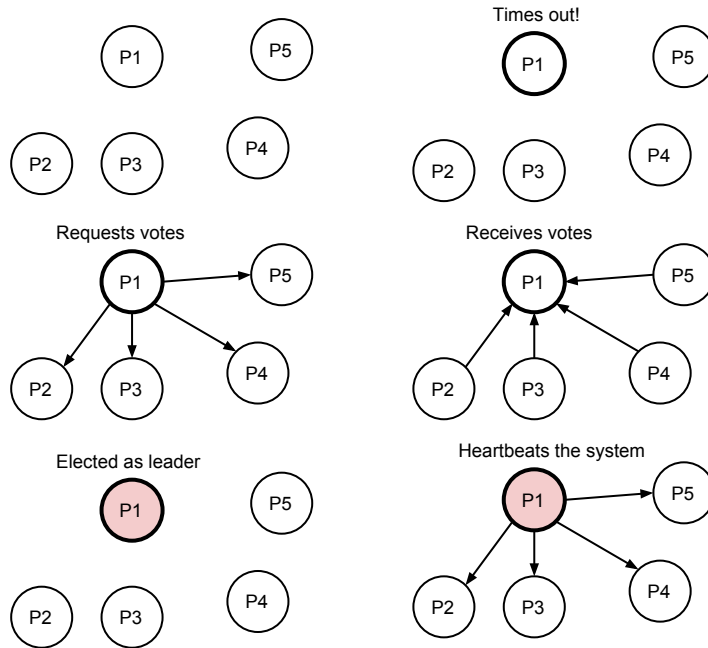 P1
P5
P2
P3
P4
Times out!
P1
P5
P2
P3
P4
Requests votes
P1
P5
P2
P3
P4
Receives votes
P1
P5
P2
P3
P4
Elected as leader
P1
P5
P2
P3
P4
Heartbeats the system
P1
P5
P2
P3
P4